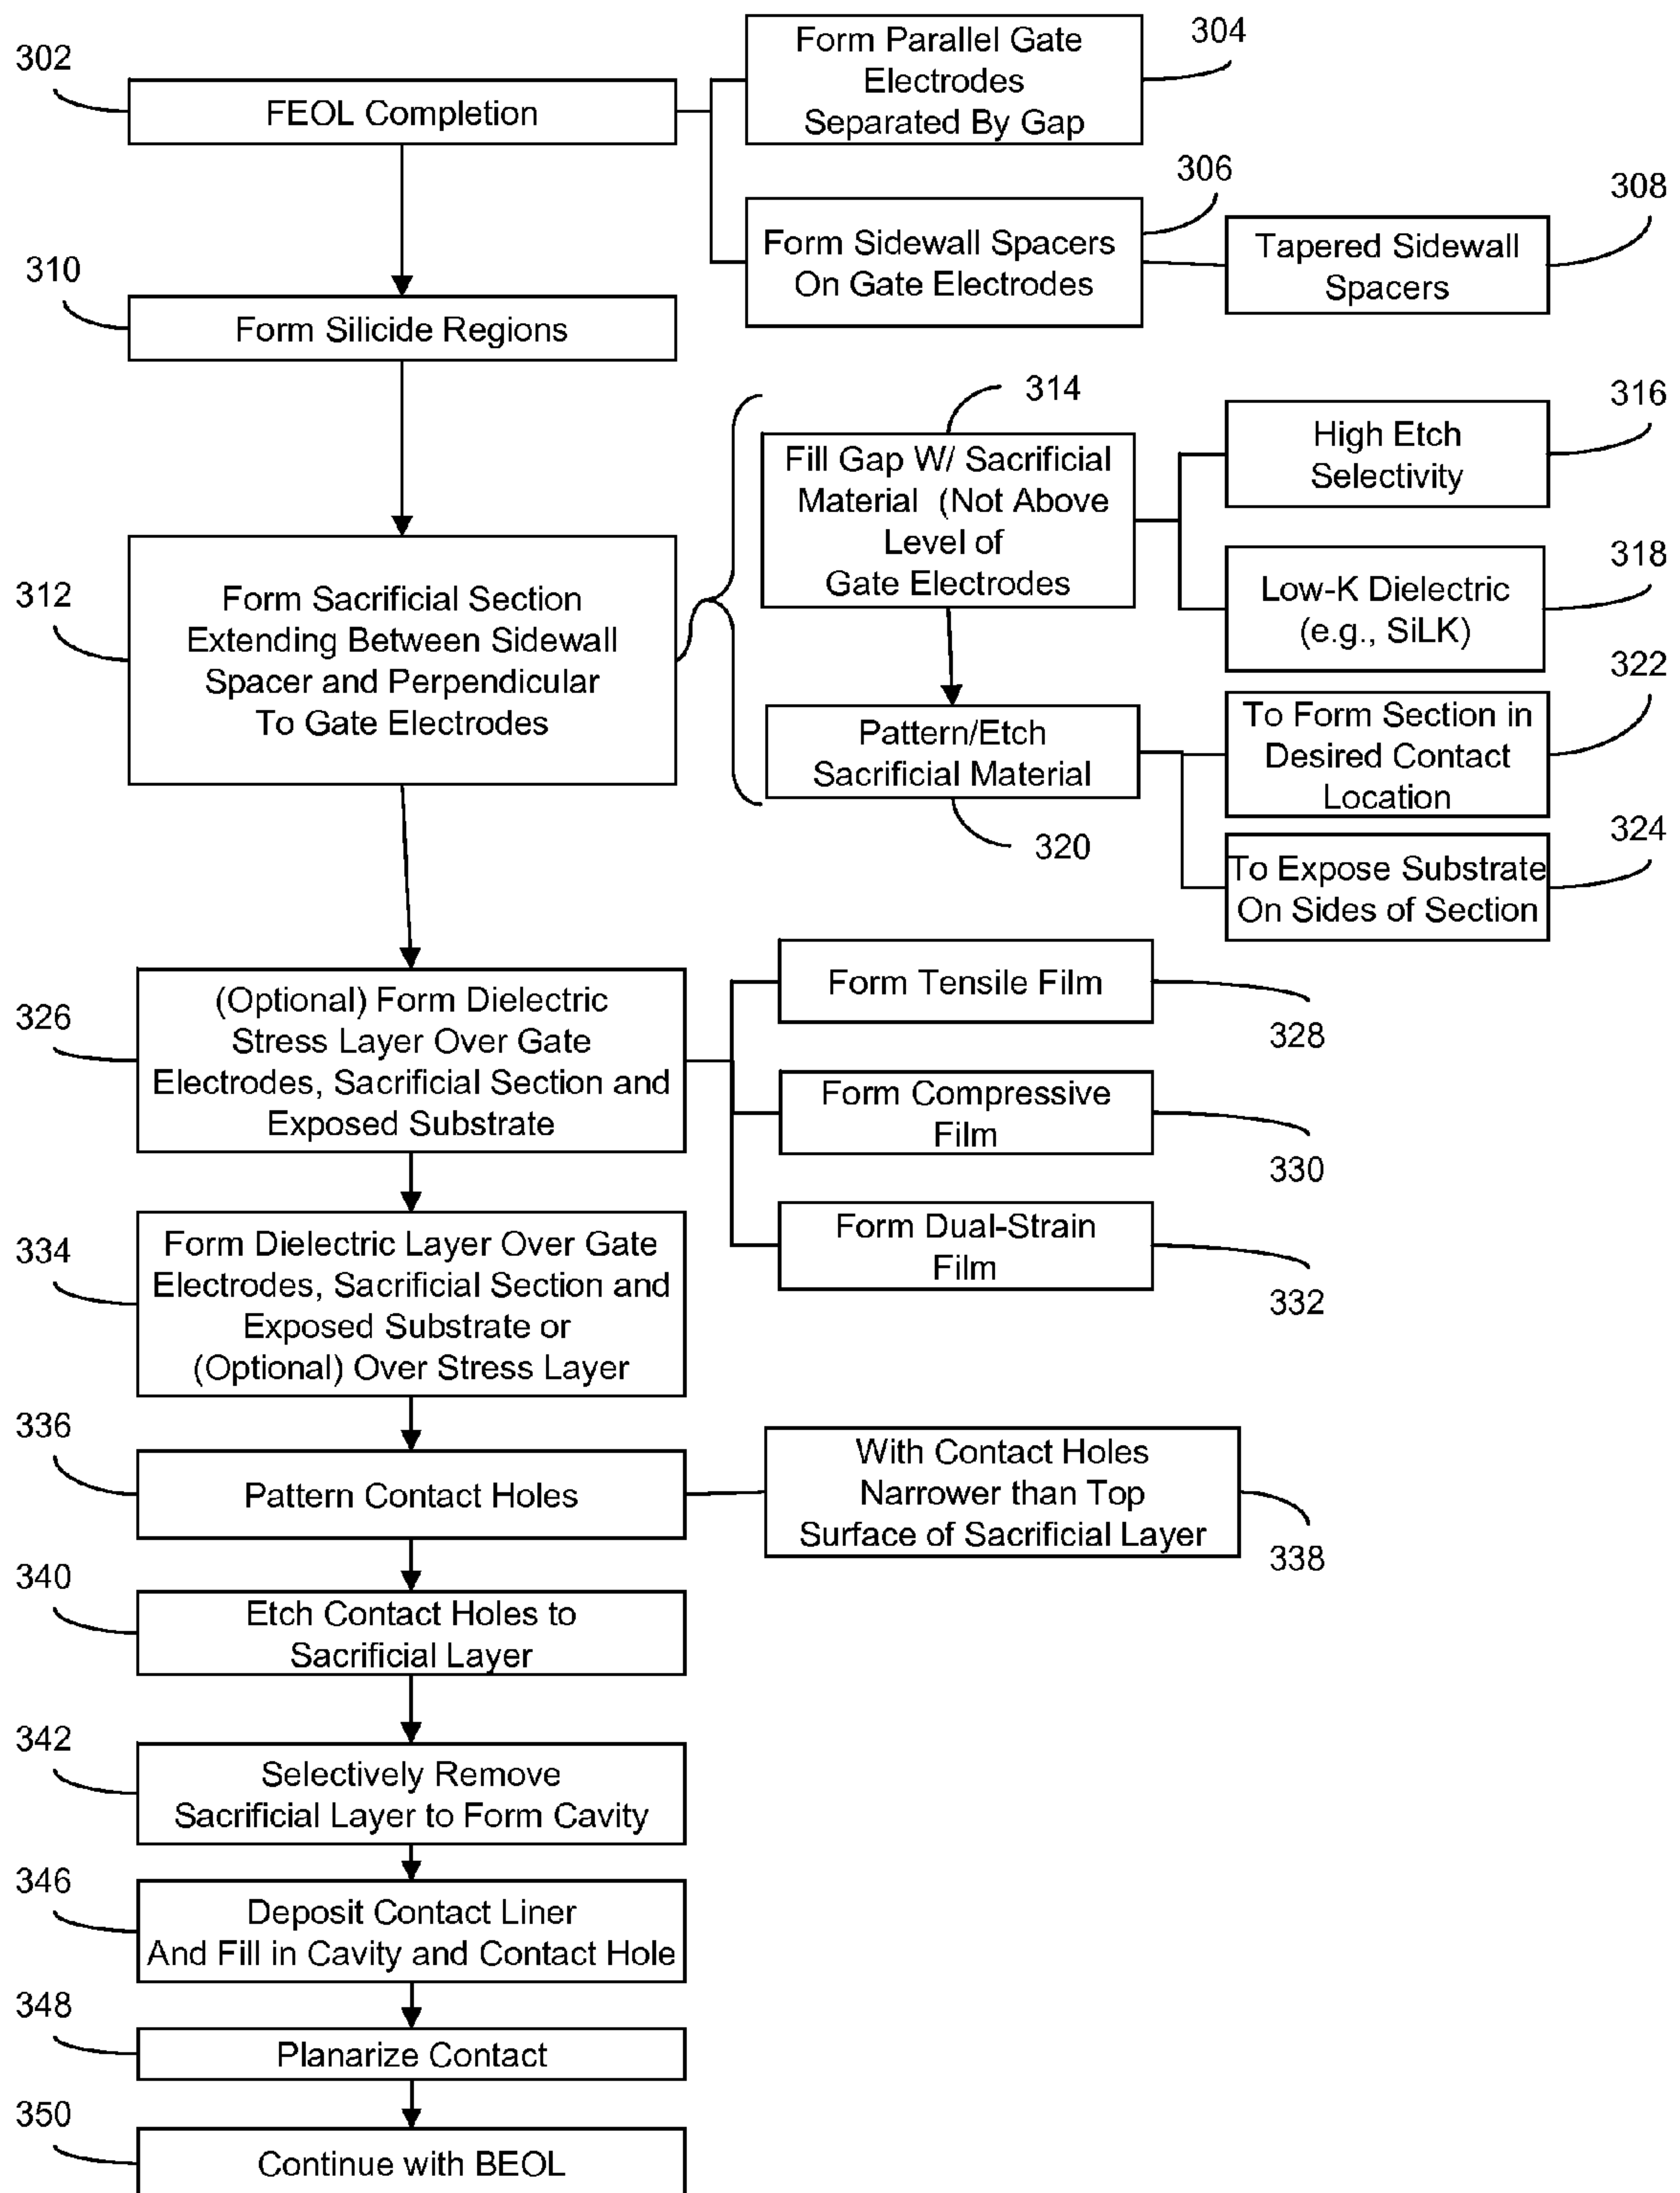 302
FEOL Completion
Form Parallel Gate
Electrodes
Separated By Gap
304
306
Form Sidewall Spacers
On Gate Electrodes
308
Tapered Sidewall
Spacers
310
Form Silicide Regions
312
Form Sacrificial Section
Extending Between Sidewall
Spacer and Perpendicular
To Gate Electrodes
314
Fill Gap W/ Sacrificial
Material (Not Above
Level of
Gate Electrodes
316
High Etch
Selectivity
318
Low-K Dielectric
(e.g., SiLK)
Pattern/Etch
Sacrificial Material
320
322
To Form Section in
Desired Contact
Location
324
To Expose Substrate
On Sides of Section
326
(Optional) Form Dielectric
Stress Layer Over Gate
Electrodes, Sacrificial Section and
Exposed Substrate
Form Tensile Film
328
Form Compressive
Film
330
Form Dual-Strain
Film
332
334
Form Dielectric Layer Over Gate
Electrodes, Sacrificial Section and
Exposed Substrate or
(Optional) Over Stress Layer
336
Pattern Contact Holes
With Contact Holes
Narrower than Top
Surface of Sacrificial Layer
338
340
Etch Contact Holes to
Sacrificial Layer
342
Selectively Remove
Sacrificial Layer to Form Cavity
346
Deposit Contact Liner
And Fill in Cavity and Contact Hole
348
Planarize Contact
350
Continue with BEOL